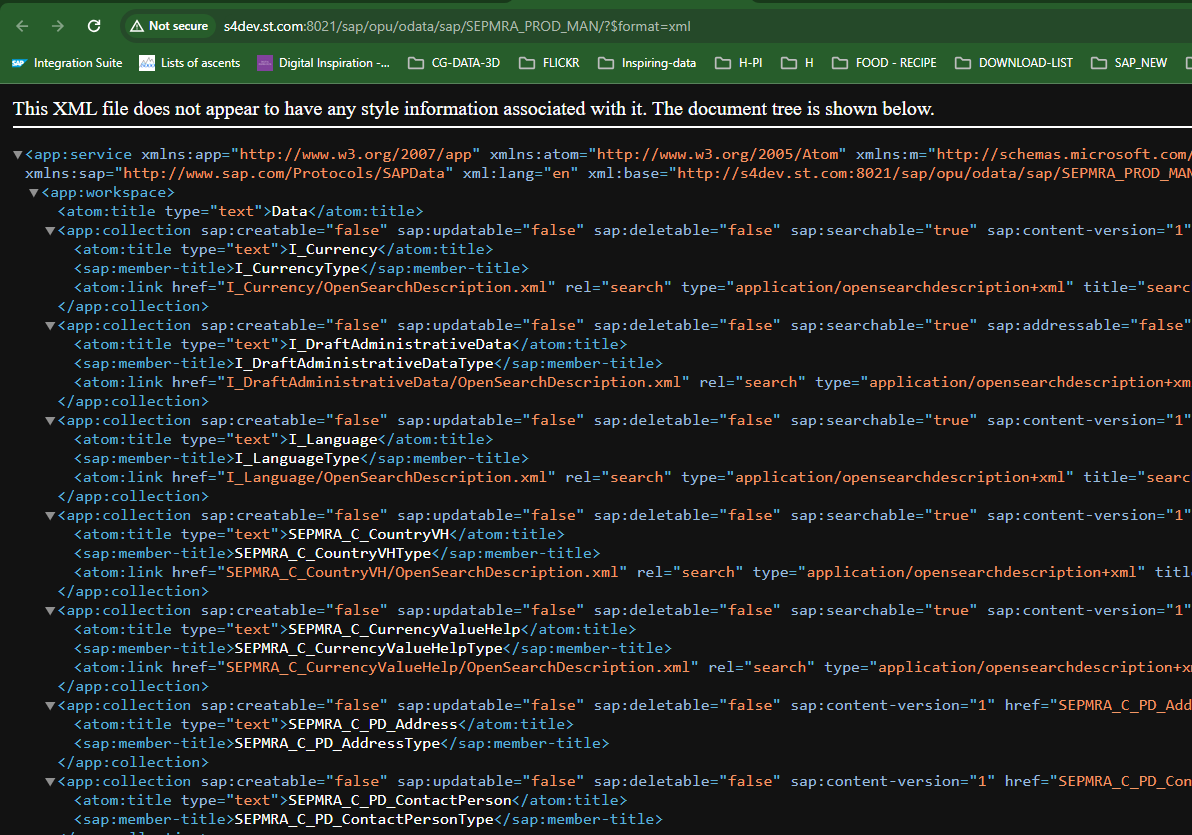 Not secure s4dev.st.com:8021/sap/opu/odata/sap/SEPMRA_PROD_MAN/?$format=xml
SAP Integration Suite Lists of ascents Digital Inspiration -... CG-DATA-3D FLICKR Inspiring-data H-PI H FOOD - RECIPE DOWNLOAD-LIST SAP_NEW
This XML file does not appear to have any style information associated with it. The document tree is shown below.
▼<app:service xmlns:app="http://www.w3.org/2007/app" xmlns:atom="http://www.w3.org/2005/Atom" xmlns:m="http://schemas.microsoft.com/
xmlns:sap="http://www.sap.com/Protocols/SAPData" xml:lang="en" xml:base="http://s4dev.st.com:8021/sap/opu/odata/sap/SEPMRA_PROD_MAN
▼<app:workspace>
<atom:title type="text">Data</atom:title>
▼<app:collection sap:creatable="false" sap:updatable="false" sap:deletable="false" sap:searchable="true" sap:content-version="1"
<atom:title type="text">I_Currency</atom:title>
<sap:member-title>I_CurrencyType</sap:member-title>
<atom:link href="I_Currency/OpenSearchDescription.xml" rel="search" type="application/opensearchdescription+xml" title="searc
</app:collection>
▼<app:collection sap:creatable="false" sap:updatable="false" sap:deletable="false" sap:searchable="true" sap:addressable="false"
<atom:title type="text">I_DraftAdministrativeData</atom:title>
<sap:member-title>I_DraftAdministrativeDataType</sap:member-title>
<atom:link href="I_DraftAdministrativeData/OpenSearchDescription.xml" rel="search" type="application/opensearchdescription+xm
</app:collection>
▼<app:collection sap:creatable="false" sap:updatable="false" sap:deletable="false" sap:searchable="true" sap:content-version="1"
<atom:title type="text">I_Language</atom:title>
<sap:member-title>I_LanguageType</sap:member-title>
<atom:link href="I_Language/OpenSearchDescription.xml" rel="search" type="application/opensearchdescription+xml" title="searc
</app:collection>
▼<app:collection sap:creatable="false" sap:updatable="false" sap:deletable="false" sap:searchable="true" sap:content-version="1"
<atom:title type="text">SEPMRA_C_CountryVH</atom:title>
<sap:member-title>SEPMRA_C_CountryVHType</sap:member-title>
<atom:link href="SEPMRA_C_CountryVH/OpenSearchDescription.xml" rel="search" type="application/opensearchdescription+xml" titl
</app:collection>
▼<app:collection sap:creatable="false" sap:updatable="false" sap:deletable="false" sap:searchable="true" sap:content-version="1"
<atom:title type="text">SEPMRA_C_CurrencyValueHelp</atom:title>
<sap:member-title>SEPMRA_C_CurrencyValueHelpType</sap:member-title>
<atom:link href="SEPMRA_C_CurrencyValueHelp/OpenSearchDescription.xml" rel="search" type="application/opensearchdescription+x
</app:collection>
▼<app:collection sap:creatable="false" sap:updatable="false" sap:deletable="false" sap:content-version="1" href="SEPMRA_C_PD_Add
<atom:title type="text">SEPMRA_C_PD_Address</atom:title>
<sap:member-title>SEPMRA_C_PD_AddressType</sap:member-title>
</app:collection>
▼<app:collection sap:creatable="false" sap:updatable="false" sap:deletable="false" sap:content-version="1" href="SEPMRA_C_PD_Con
<atom:title type="text">SEPMRA_C_PD_ContactPerson</atom:title>
<sap:member-title>SEPMRA_C_PD_ContactPersonType</sap:member-title>